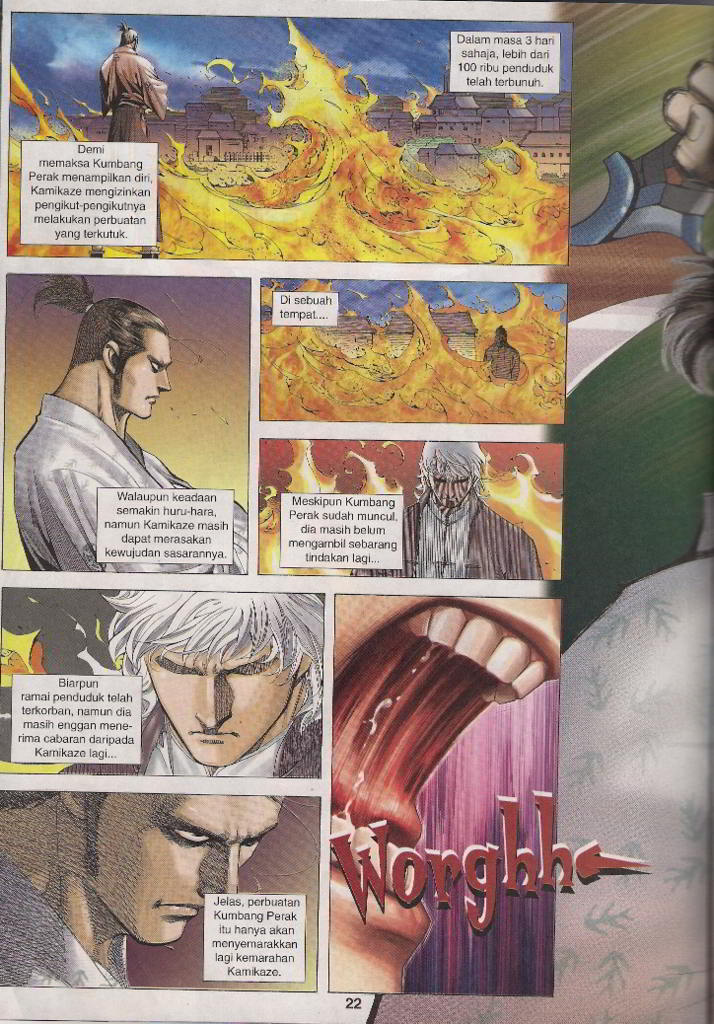 Dalam masa 3 hari
sahaja, lebih dari
100 ribu penduduk
telah terbunuh.
Demi
memaksa Kumbang
Perak menampilkan diri,
Kamikaze mengizinkan
pengikut-pengikutnya
melakukan perbuatan
yang terkutuk.
Di sebuah
tempat....
Walaupun keadaan
semakin huru-hara,
namun Kamikaze masih
dapat merasakan
kewujudan sasarannya.
Meskipun Kumbang
Perak sudah muncul,
dia masih belum
mengambil sebarang
tindakan lagi...
Biarpun
ramai penduduk telah
terkorban, namun dia
masih enggan mene-
rima cabaran daripada
Kamikaze lagi...
Jelas, perbuatan
Kumbang Perak
itu hanya akan
menyemarakkan
lagi kemarahan
Kamikaze.
Worghh
22